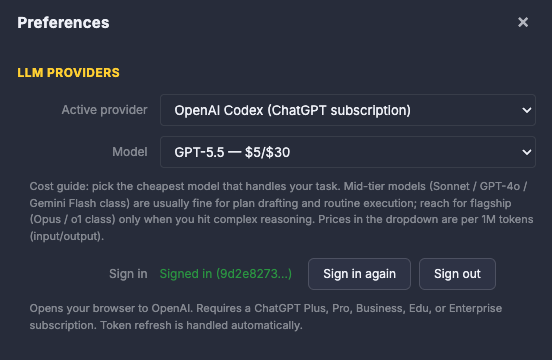 Preferences
×
LLM PROVIDERS
Active provider OpenAI Codex (ChatGPT subscription)
Model GPT-5.5 — $5/$30
Cost guide: pick the cheapest model that handles your task. Mid-tier models (Sonnet / GPT-4o /
Gemini Flash class) are usually fine for plan drafting and routine execution; reach for flagship
(Opus / o1 class) only when you hit complex reasoning. Prices in the dropdown are per 1M tokens
(input/output).
Sign in Signed in (9d2e8273...) Sign in again Sign out
Opens your browser to OpenAI. Requires a ChatGPT Plus, Pro, Business, Edu, or Enterprise
subscription. Token refresh is handled automatically.